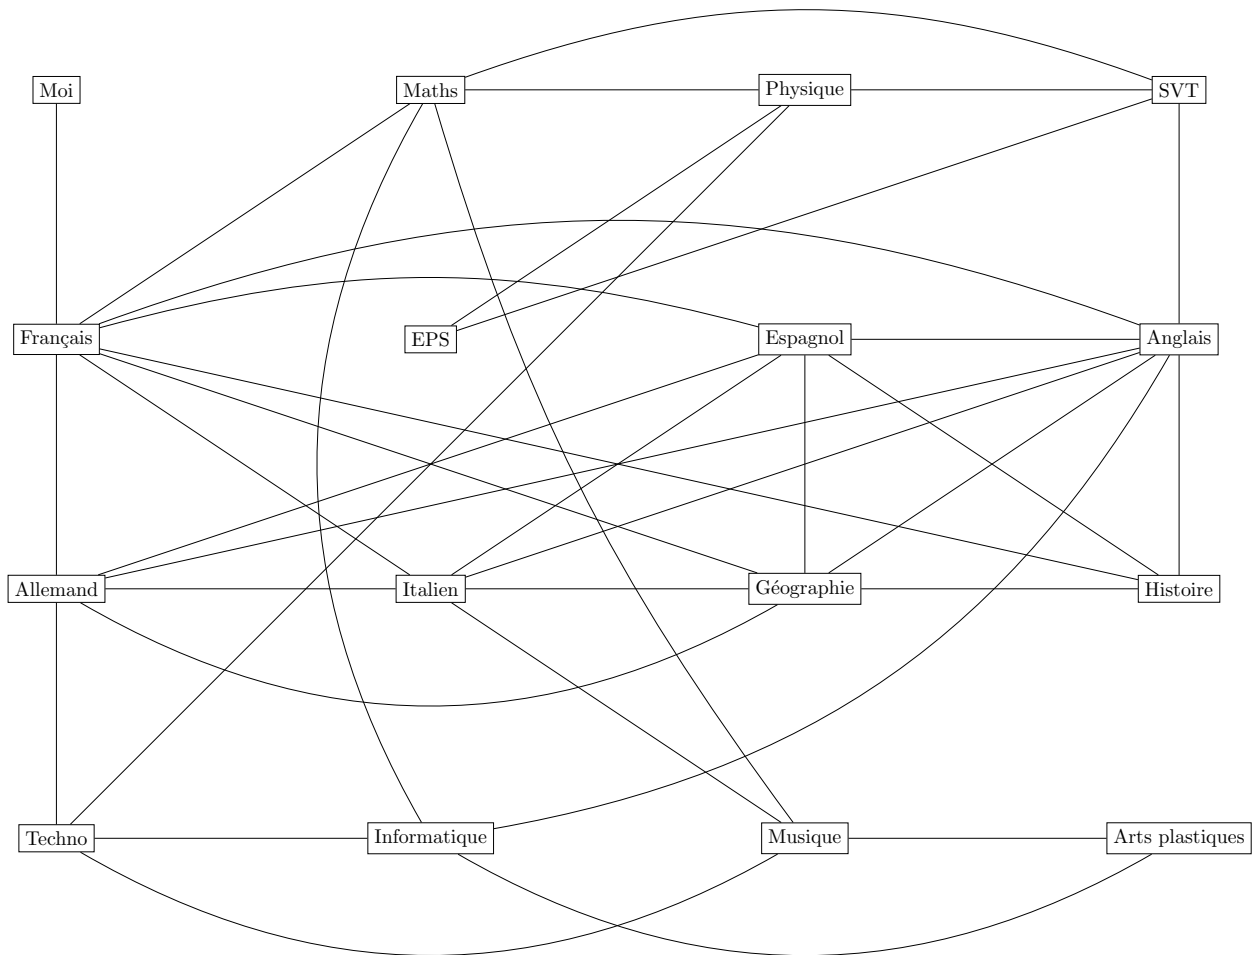 Moi
Maths
Physique
SVT
Français
EPS
Espagnol
Anglais
Allemand
Italien
Géographie
Histoire
Techno
Informatique
Musique
Arts plastiques